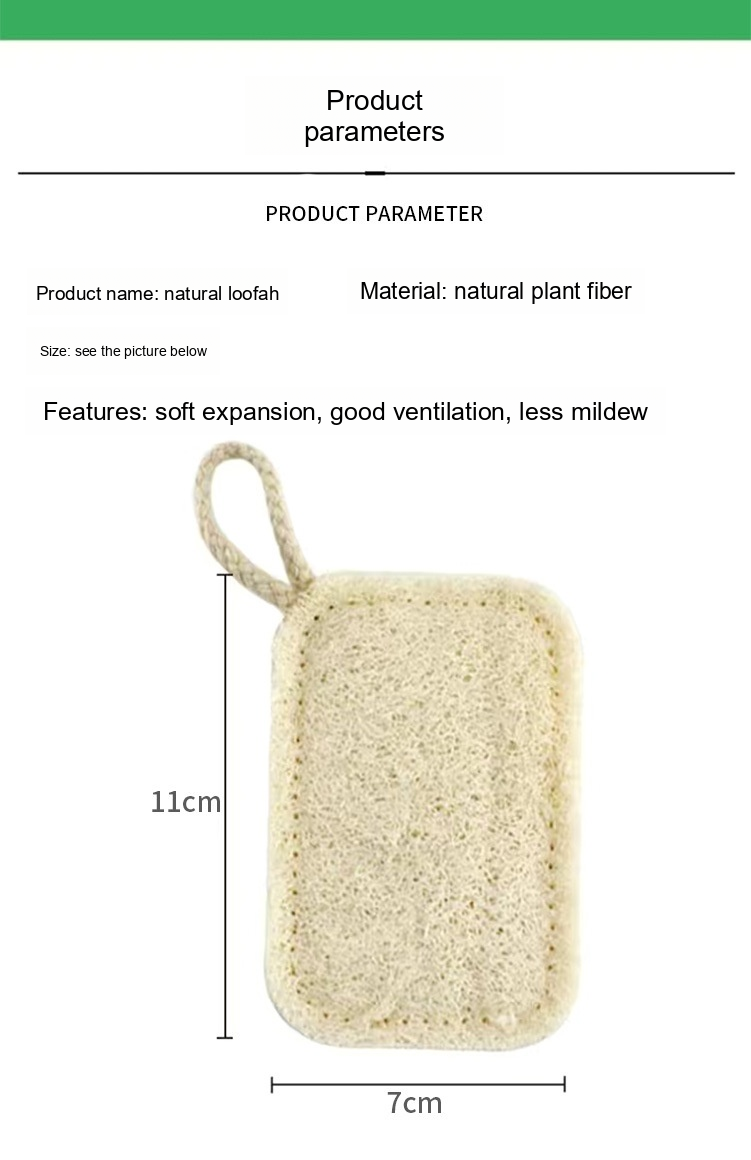 Product
parameters
PRODUCT PARAMETER
Product name: natural loofah
Material: natural plant fiber
Size: see the picture below
Features: soft expansion, good ventilation, less mildew
11cm
7cm